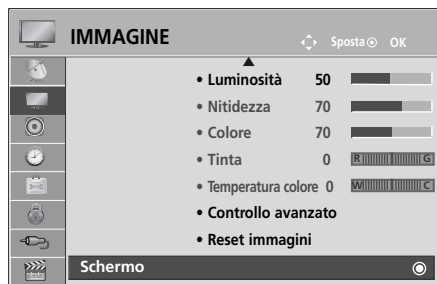 IMMAGINE
Sposta OK
• Luminosità 50
• Nitidezza 70
• Colore 70
• Tinta 0 R G
• Temperatura colore 0 W C
• Controllo avanzato
• Reset immagini
Schermo